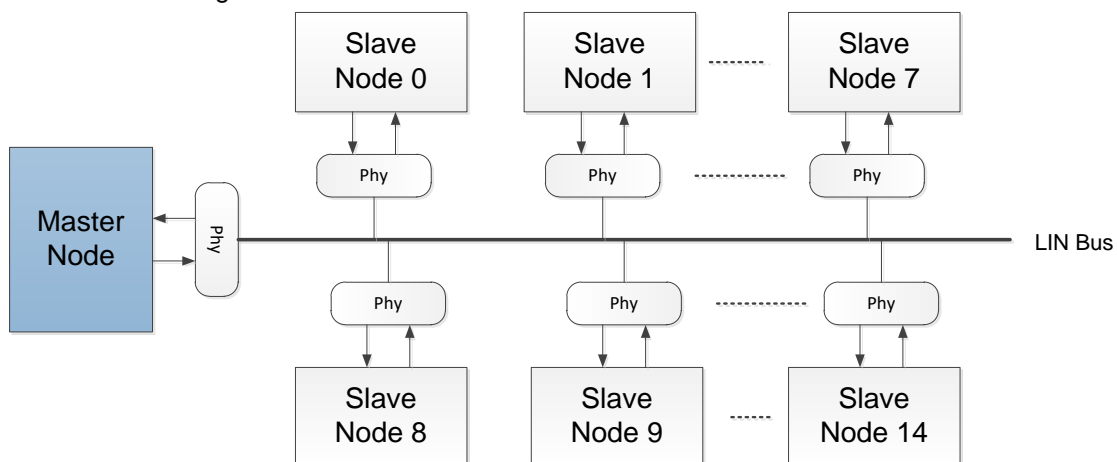 Slave
Node 0
Slave
Node 1
Slave
Node 7
Phy
Phy
Phy
Master
Node
Phy
LIN Bus
Phy
Phy
Phy
Slave
Node 8
Slave
Node 9
Slave
Node 14